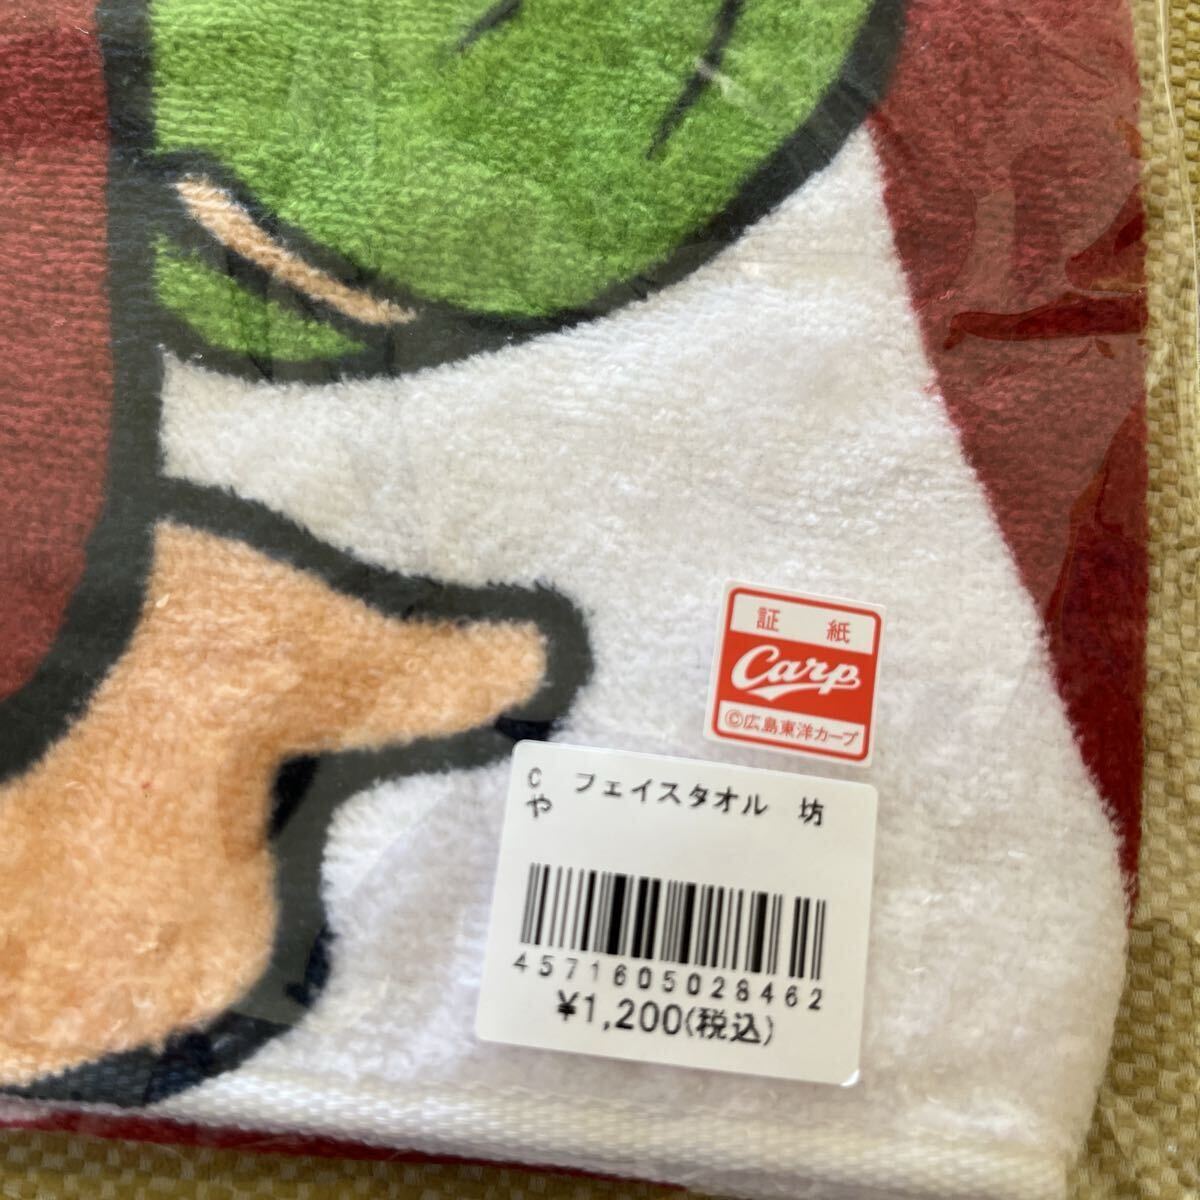 証 紙
Carp
©広島東洋カープ
C フェイスタオル 坊
や
4571605028462
¥1,200(税込)